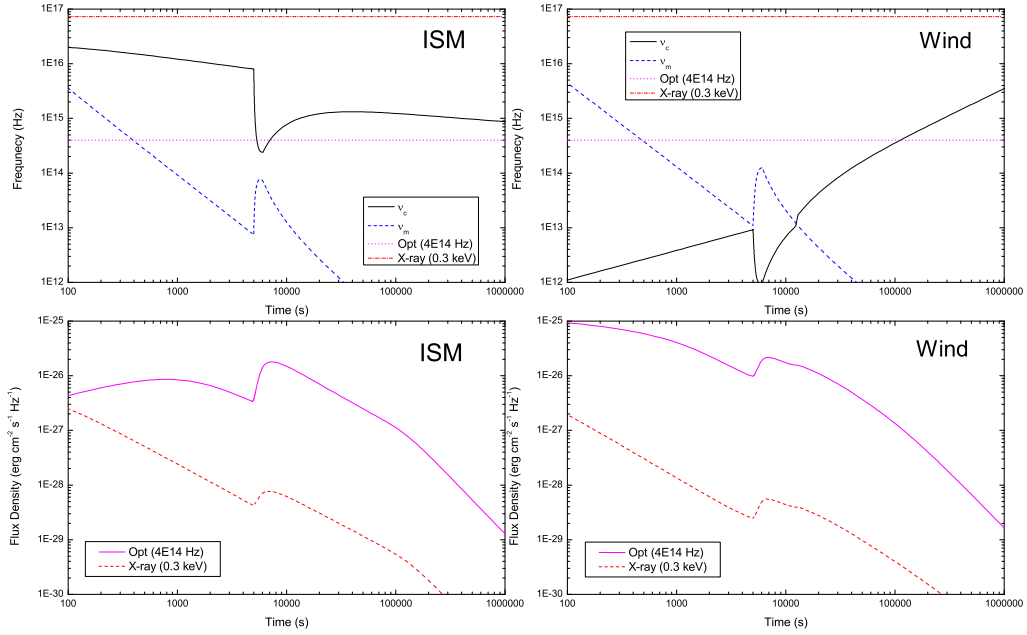 ISM
1E17
1E16
1E15
1E14
1E13
1E12
Frequnecy (Hz)
ν_c
ν_m
Opt (4E14 Hz)
X-ray (0.3 keV)
100
1000
10000
100000
1000000
Time (s)
Wind
1E17
1E16
1E15
1E14
1E13
1E12
Frequnecy (Hz)
ν_c
ν_m
Opt (4E14 Hz)
X-ray (0.3 keV)
100
1000
10000
100000
1000000
Time (s)
ISM
1E-25
1E-26
1E-27
1E-28
1E-29
1E-30
Flux Density (erg cm⁻² s⁻¹ Hz⁻¹)
Opt (4E14 Hz)
X-ray (0.3 keV)
100
1000
10000
100000
1000000
Time (s)
Wind
1E-25
1E-26
1E-27
1E-28
1E-29
1E-30
Flux Density (erg cm⁻² s⁻¹ Hz⁻¹)
Opt (4E14 Hz)
X-ray (0.3 keV)
100
1000
10000
100000
1000000
Time (s)